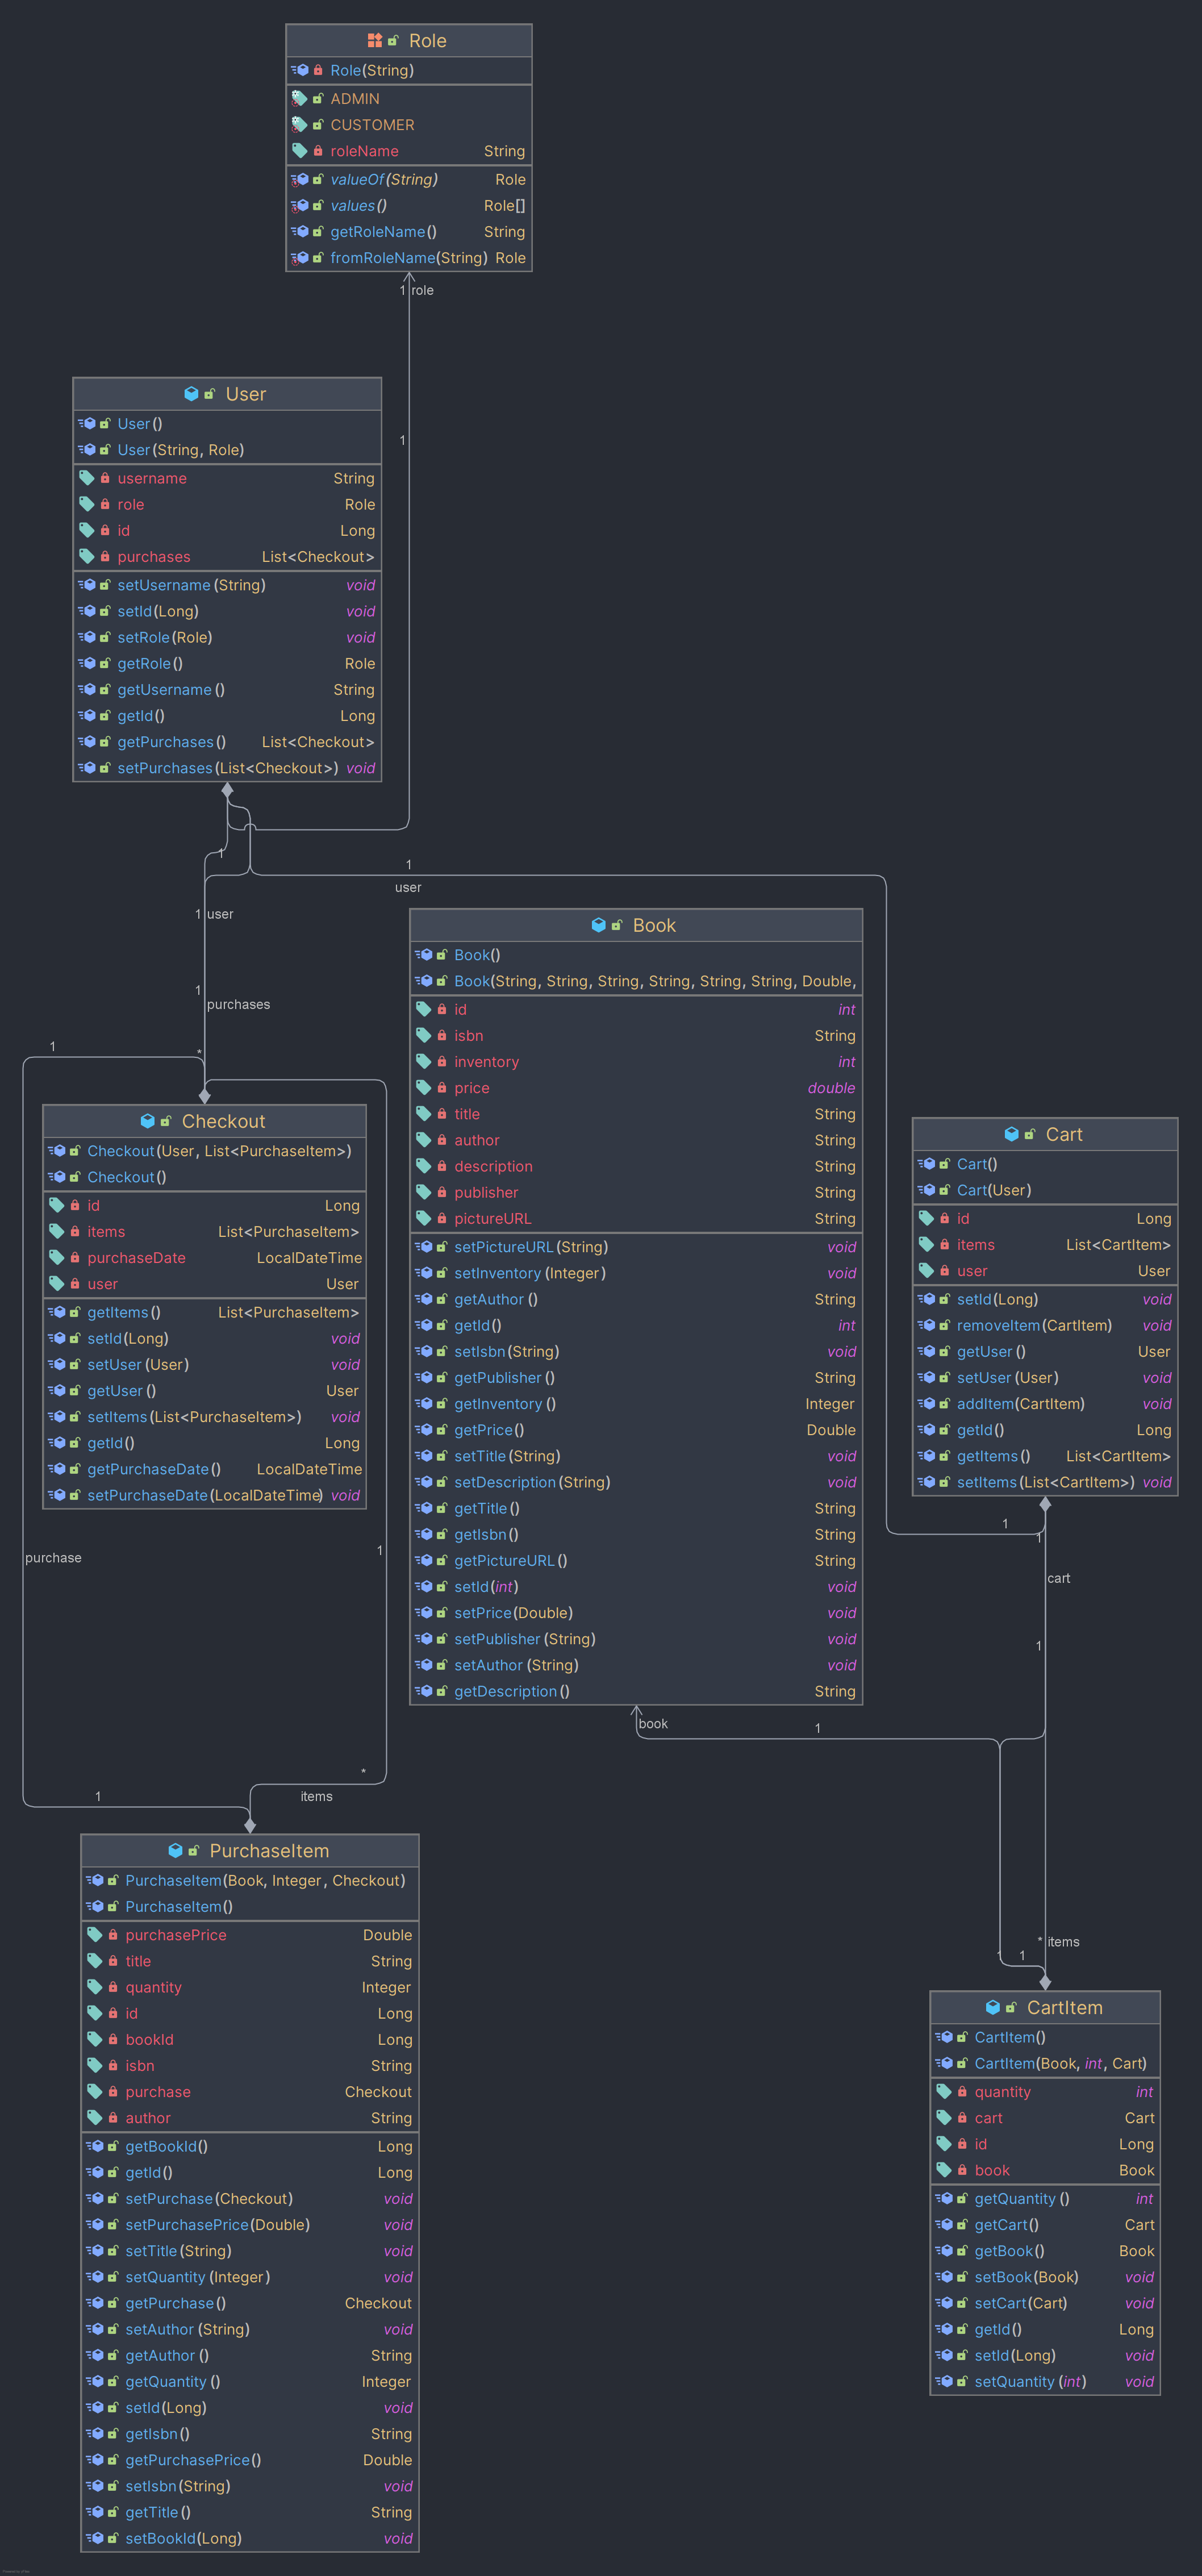 Role
Role(String)
ADMIN
CUSTOMER
roleName String
valueOf(String) Role
values() Role[]
getRoleName() String
fromRoleName(String) Role
1 role
1
User
User()
User(String, Role)
username String
role Role
id Long
purchases List<Checkout>
setUsername(String) void
setId(Long) void
setRole(Role) void
getRole() Role
getUsername() String
getId() Long
getPurchases() List<Checkout>
setPurchases(List<Checkout>) void
1
1
user
1 user
1
purchases
*
1
Book
Book()
Book(String, String, String, String, String, String, Double,
id int
isbn String
inventory int
price double
title String
author String
description String
publisher String
pictureURL String
setPictureURL(String) void
setInventory(Integer) void
getAuthor() String
getId() int
setIsbn(String) void
getPublisher() String
getInventory() Integer
getPrice() Double
setTitle(String) void
setDescription(String) void
getTitle() String
getIsbn() String
getPictureURL() String
setId(int) void
setPrice(Double) void
setPublisher(String) void
setAuthor(String) void
getDescription() String
Checkout
Checkout(User, List<PurchaseItem>)
Checkout()
id Long
items List<PurchaseItem>
purchaseDate LocalDateTime
user User
getItems() List<PurchaseItem>
setId(Long) void
setUser(User) void
getUser() User
setItems(List<PurchaseItem>) void
getId() Long
getPurchaseDate() LocalDateTime
setPurchaseDate(LocalDateTime) void
Cart
Cart()
Cart(User)
id Long
items List<CartItem>
user User
setId(Long) void
removeItem(CartItem) void
getUser() User
setUser(User) void
addItem(CartItem) void
getId() Long
getItems() List<CartItem>
setItems(List<CartItem>) void
1
1
cart
1
purchase
1
book
1
*
items
1
* items
1
1
PurchaseItem
PurchaseItem(Book, Integer, Checkout)
PurchaseItem()
purchasePrice Double
title String
quantity Integer
id Long
bookId Long
isbn String
purchase Checkout
author String
getBookId() Long
getId() Long
setPurchase(Checkout) void
setPurchasePrice(Double) void
setTitle(String) void
setQuantity(Integer) void
getPurchase() Checkout
setAuthor(String) void
getAuthor() String
getQuantity() Integer
setId(Long) void
getIsbn() String
getPurchasePrice() Double
setIsbn(String) void
getTitle() String
setBookId(Long) void
CartItem
CartItem()
CartItem(Book, int, Cart)
quantity int
cart Cart
id Long
book Book
getQuantity() int
getCart() Cart
getBook() Book
setBook(Book) void
setCart(Cart) void
getId() Long
setId(Long) void
setQuantity(int) void